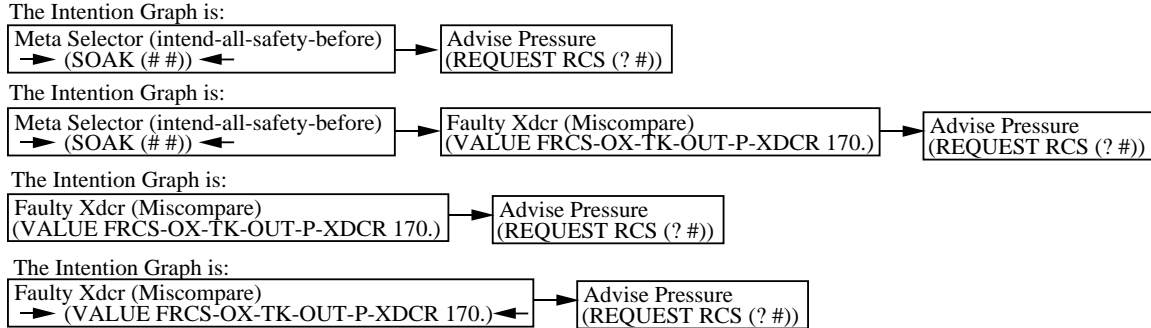 The Intention Graph is:
Meta Selector (intend-all-safety-before) Advise Pressure
(SOAK (# #)) (REQUEST RCS (? #))
The Intention Graph is:
Meta Selector (intend-all-safety-before) Faulty Xdcr (Miscompare) Advise Pressure
(SOAK (# #)) (VALUE FRCS-OX-TK-OUT-P-XDCR 170.) (REQUEST RCS (? #))
The Intention Graph is:
Faulty Xdcr (Miscompare) Advise Pressure
(VALUE FRCS-OX-TK-OUT-P-XDCR 170.) (REQUEST RCS (? #))
The Intention Graph is:
Faulty Xdcr (Miscompare) Advise Pressure
(VALUE FRCS-OX-TK-OUT-P-XDCR 170.) (REQUEST RCS (? #))